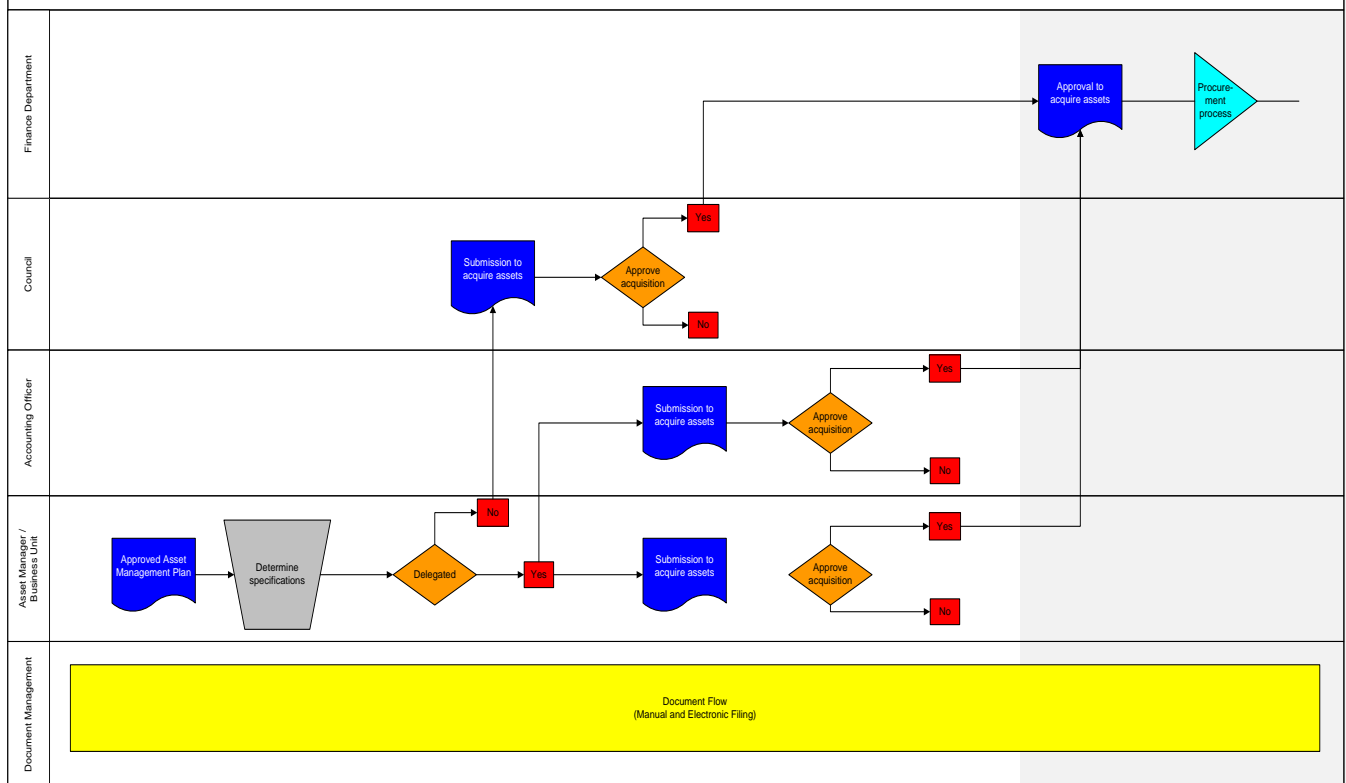 Finance Department
Approval to
acquire assets
Procure-
ment
process
Council
Submission to
acquire assets
Approve
acquisition
Yes
No
Accounting Officer
Submission to
acquire assets
Approve
acquisition
Yes
No
Asset Manager /
Business Unit
Approved Asset
Management Plan
Determine
specifications
Delegated
No
Yes
Submission to
acquire assets
Approve
acquisition
Yes
No
Document Management
Document Flow
(Manual and Electronic Filing)